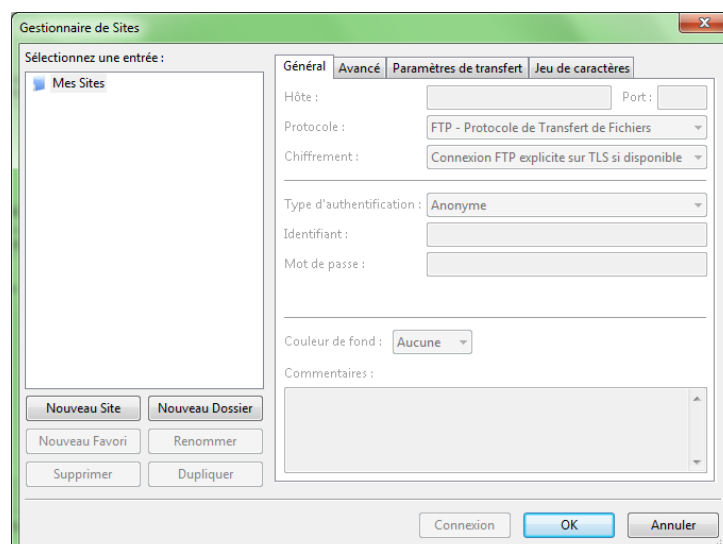 Gestionnaire de Sites
Sélectionnez une entrée :
Mes Sites
Nouveau Site
Nouveau Dossier
Nouveau Favori
Renommer
Supprimer
Dupliquer
Général
Avancé
Paramètres de transfert
Jeu de caractères
Hôte :
Port :
Protocole :
FTP - Protocole de Transfert de Fichiers
Chiffrement :
Connexion FTP explicite sur TLS si disponible
Type d'authentification :
Anonyme
Identifiant :
Mot de passe :
Couleur de fond :
Aucune
Commentaires :
Connexion
OK
Annuler